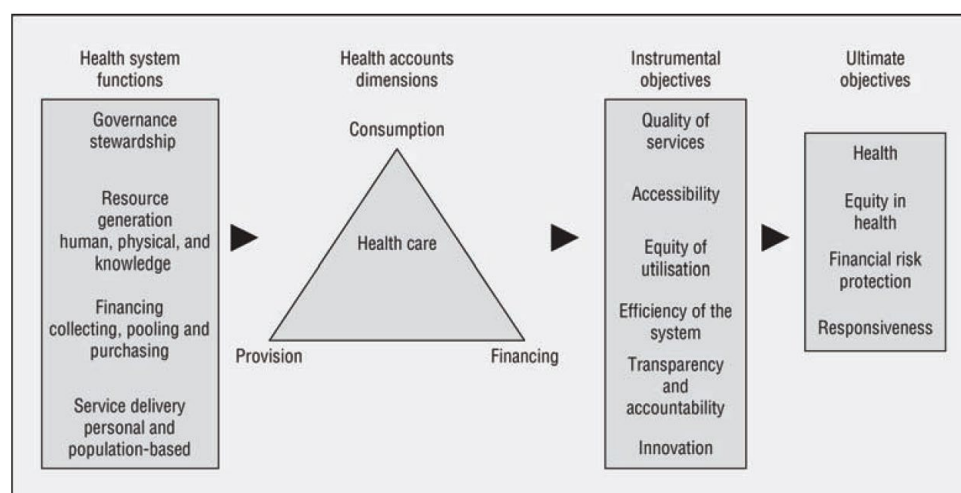 Health system
functions
Governance
stewardship
Resource
generation
human, physical, and
knowledge
Financing
collecting, pooling and
purchasing
Service delivery
personal and
population-based
Health accounts
dimensions
Consumption
Health care
Provision
Financing
Instrumental
objectives
Quality of
services
Accessibility
Equity of
utilisation
Efficiency of the
system
Transparency
and
accountability
Innovation
Ultimate
objectives
Health
Equity in
health
Financial risk
protection
Responsiveness